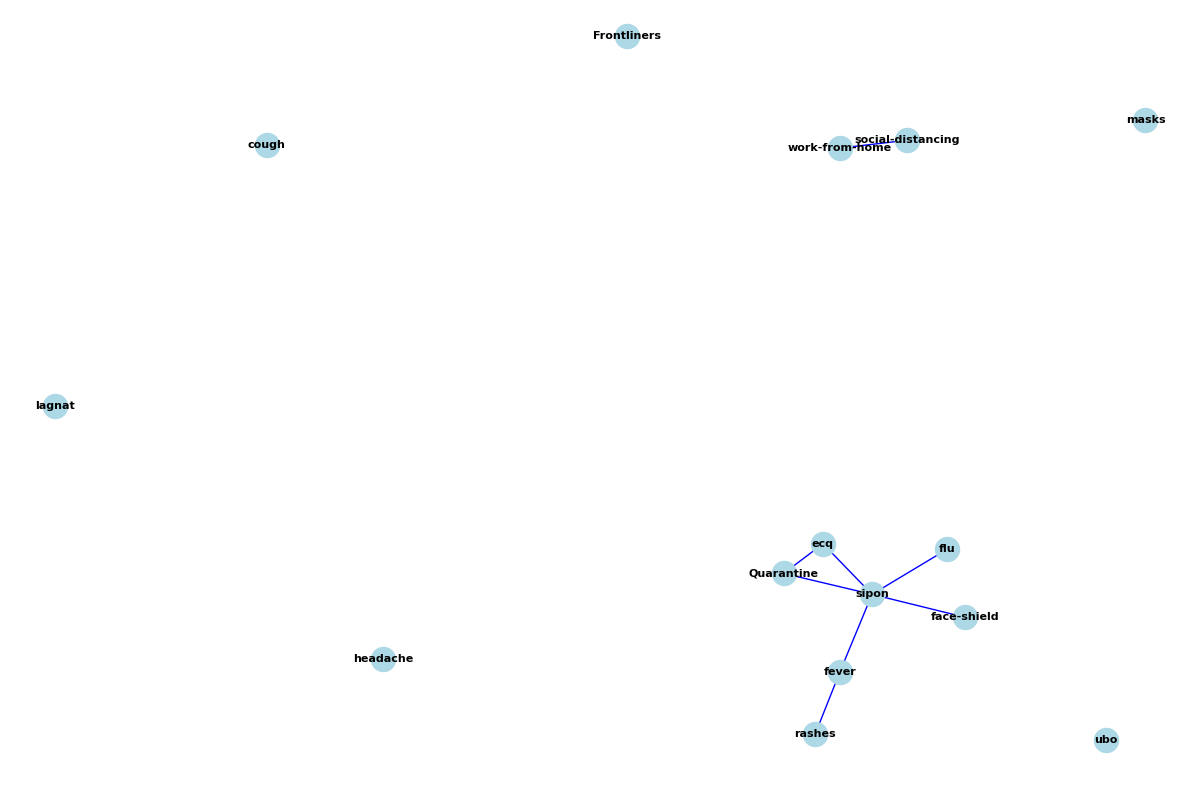 Frontliners
masks
social-distancing
work-from-home
cough
lagnat
ecq
flu
Quarantine
sipon
face-shield
headache
fever
rashes
ubo